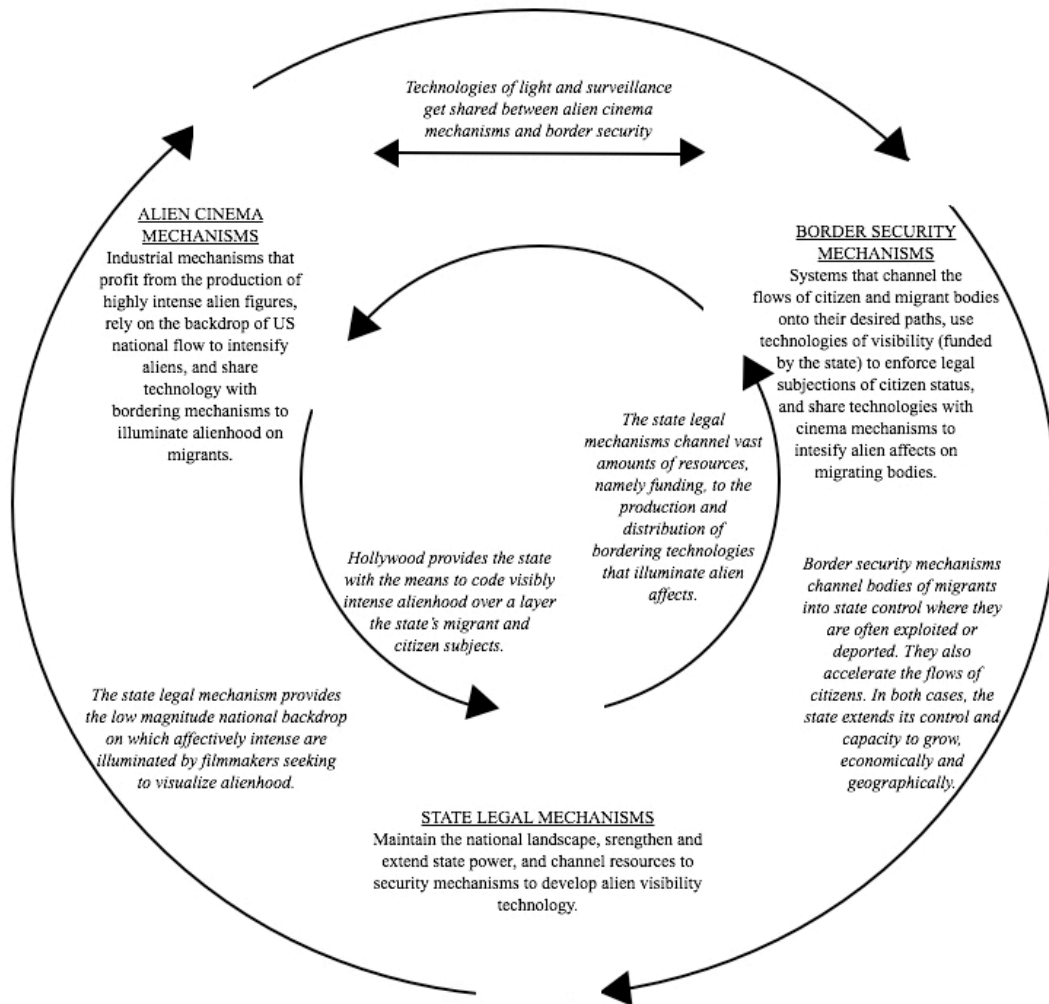 Technologies of light and surveillance
get shared between alien cinema
mechanisms and border security
ALIEN CINEMA
MECHANISMS
Industrial mechanisms that
profit from the production of
highly intense alien figures,
rely on the backdrop of US
national flow to intensify
aliens, and share
technology with
bordering mechanisms to
illuminate alienhood on
migrants.
BORDER SECURITY
MECHANISMS
Systems that channel the
flows of citizen and migrant bodies
onto their desired paths, use
technologies of visibility (funded
by the state) to enforce legal
subjections of citizen status,
and share technologies with
cinema mechanisms to
intesify alien affects on
migrating bodies.
The state legal
mechanisms channel vast
amounts of resources,
namely funding, to the
production and
distribution of
bordering technologies
that illuminate alien
affects.
Hollywood provides the state
with the means to code visibly
intense alienhood over a layer
the state's migrant and
citizen subjects.
Border security mechanisms
channel bodies of migrants
into state control where they
are often exploited or
deported. They also
accelerate the flows of
citizens. In both cases, the
state extends its control and
capacity to grow,
economically and
geographically.
The state legal mechanism provides
the low magnitude national backdrop
on which affectively intense are
illuminated by filmmakers seeking
to visualize alienhood.
STATE LEGAL MECHANISMS
Maintain the national landscape, srengthen and
extend state power, and channel resources to
security mechanisms to develop alien visibility
technology.